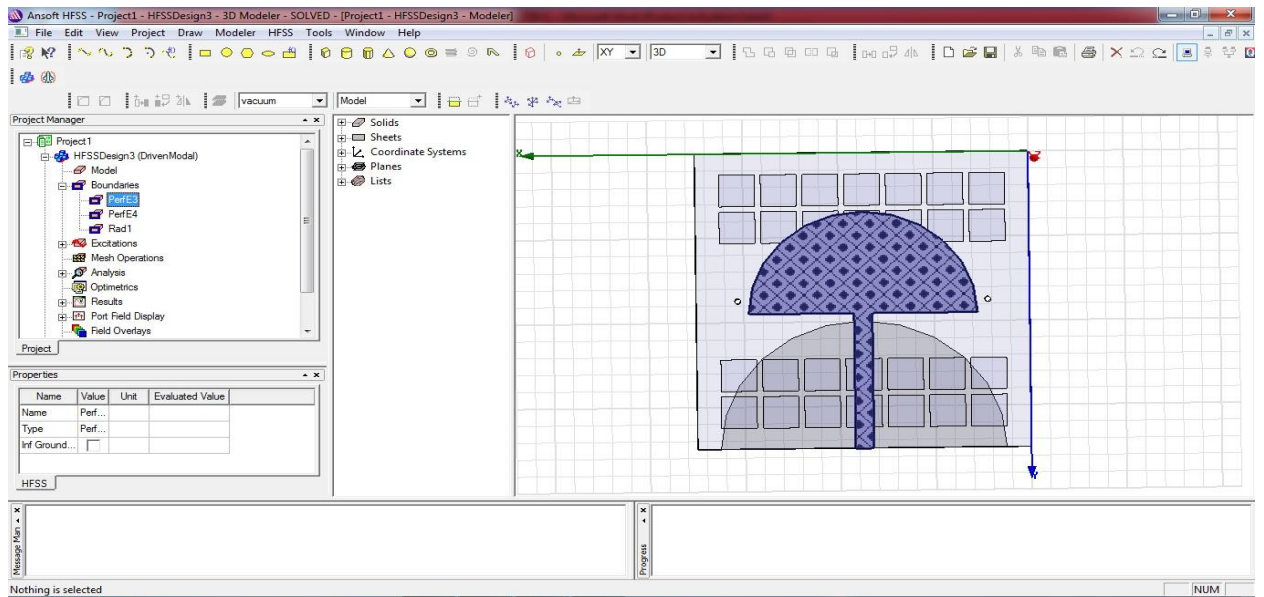 Ansoft HFSS - Project1 - HFSSDesign3 - 3D Modeler - SOLVED - [Project1 - HFSSDesign3 - Modeler]
File Edit View Project Draw Modeler HFSS Tools Window Help
XY 3D
vacuum Model
Project Manager
Project1
HFSSDesign3 (DrivenModal)
Model
Boundaries
PerfE3
PerfE4
Rad1
Excitations
Mesh Operations
Analysis
Optimetrics
Results
Port Field Display
Field Overlays
Project
Solids
Sheets
Coordinate Systems
Planes
Lists
X
Properties
Name Value Unit Evaluated Value
Name Perf...
Type Perf...
Inf Ground...
HFSS
Message Man
Progress
Nothing is selected
NUM